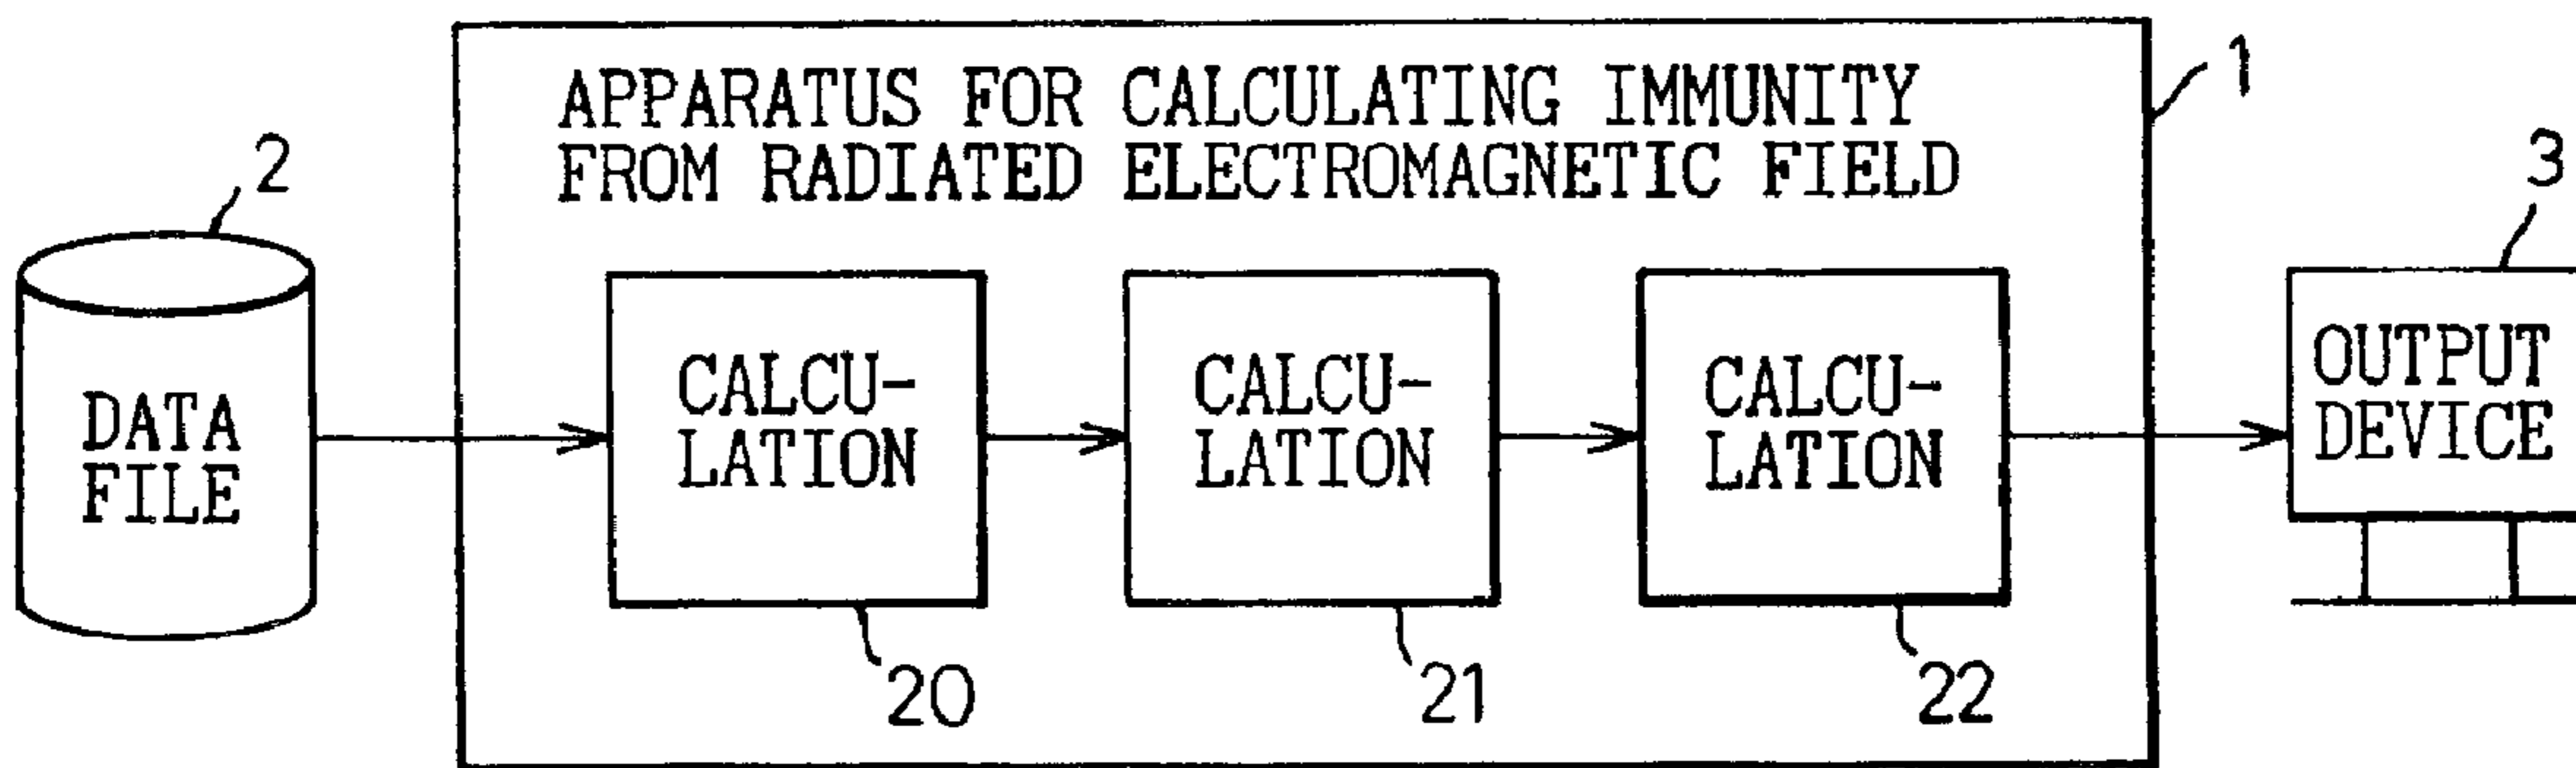 APPARATUS FOR CALCULATING IMMUNITY
FROM RADIATED ELECTROMAGNETIC FIELD
1
2
DATA
FILE
CALCU-
LATION
20
CALCU-
LATION
21
CALCU-
LATION
22
3
OUTPUT
DEVICE